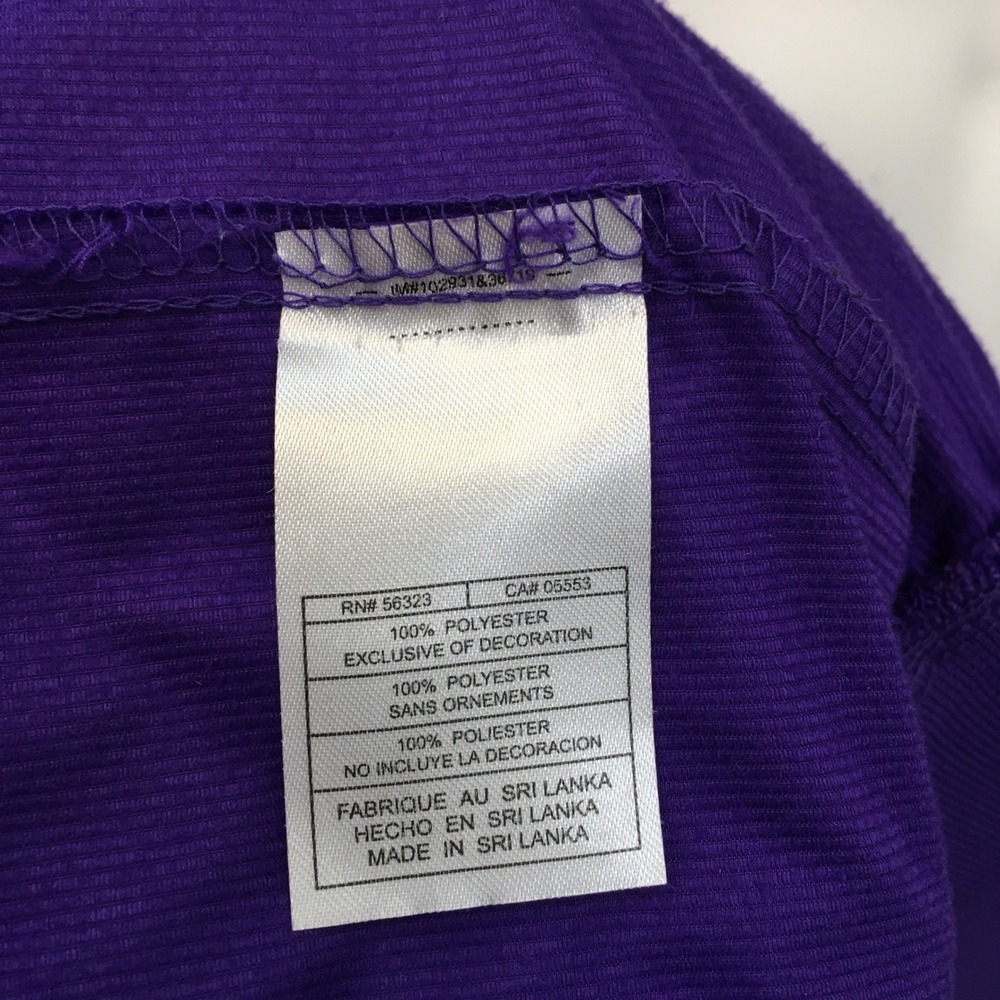 RN# 56323 CA# 05553
100% POLYESTER
EXCLUSIVE OF DECORATION
100% POLYESTER
SANS ORNEMENTS
100% POLIESTER
NO INCLUYE LA DECORACION
FABRIQUE AU SRI LANKA
HECHO EN SRI LANKA
MADE IN SRI LANKA